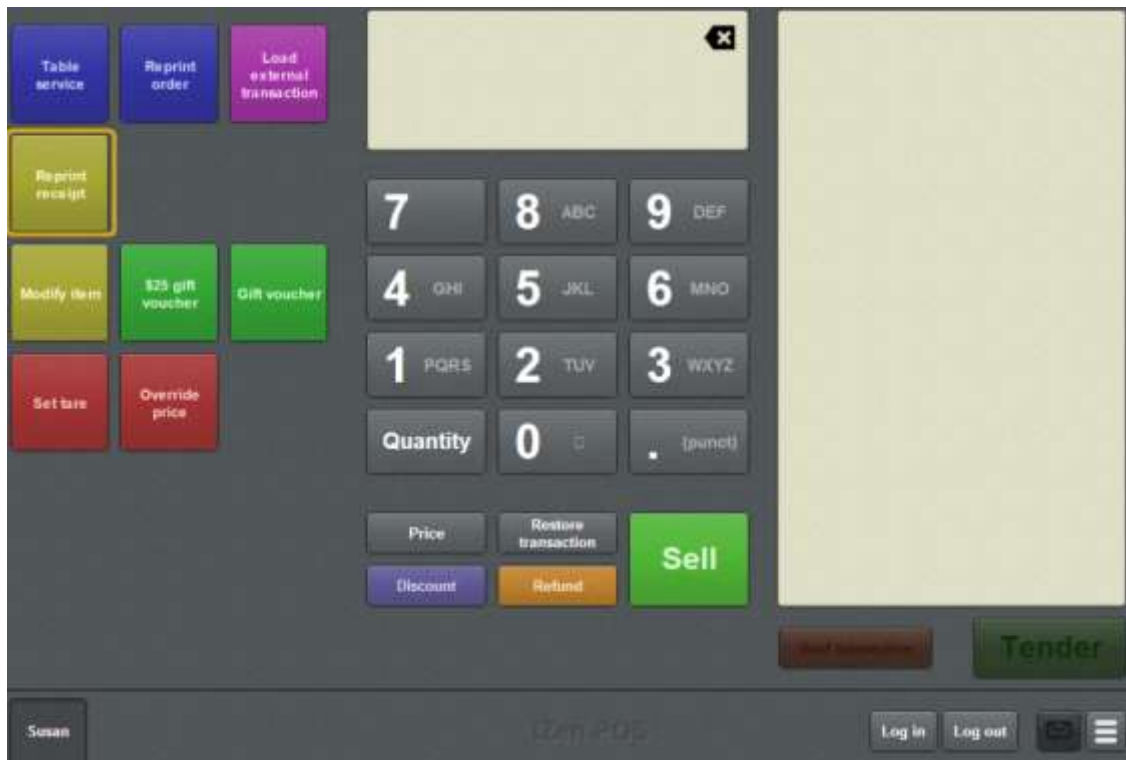 Table
service
Reprint
order
Load
external
transaction
Reprint
receipt
Modify item
$25 gift
voucher
Gift voucher
Set tare
Override
price
7
8 ABC
9 DEF
4 GHI
5 JKL
6 MNO
1 PQRS
2 TUV
3 WXYZ
Quantity
0
. (punct)
Price
Restore
transaction
Discount
Refund
Sell
Tender
Susan
POS
Log in
Log out